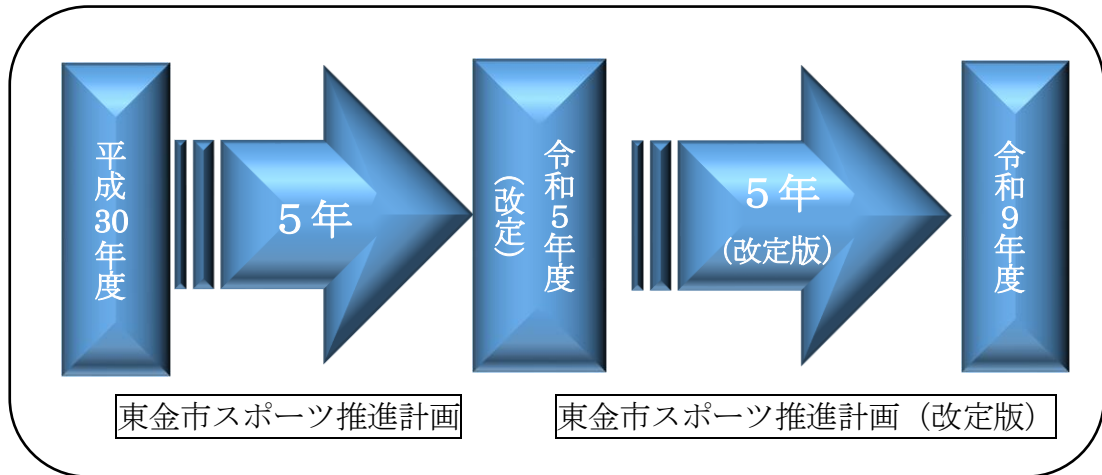 平成30年度
５年
令和５年度
（改定）
５年
（改定版）
令和９年度
東金市スポーツ推進計画
東金市スポーツ推進計画（改定版）